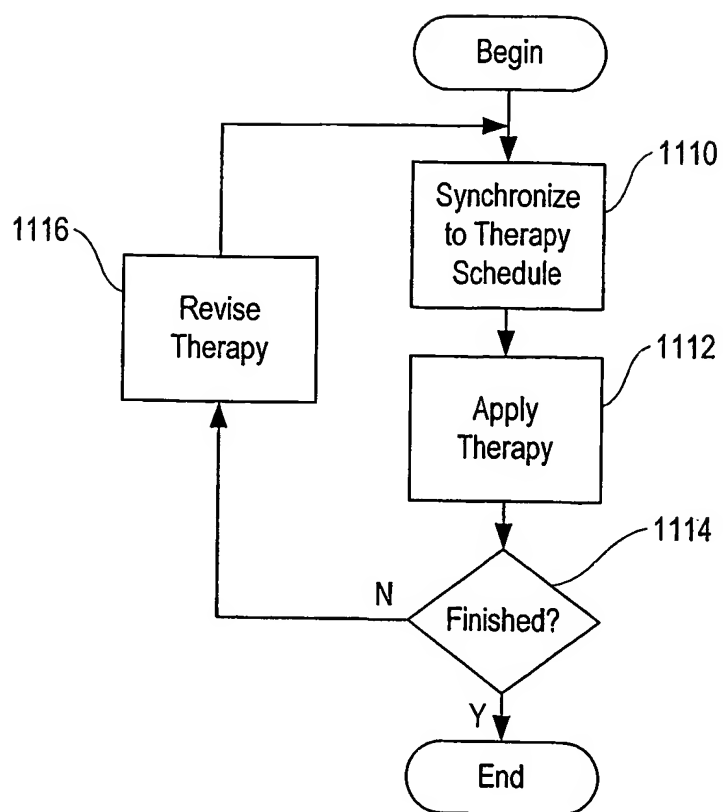 Begin
1110
Synchronize
to Therapy
Schedule
1116
Revise
Therapy
1112
Apply
Therapy
1114
N
Finished?
Y
End